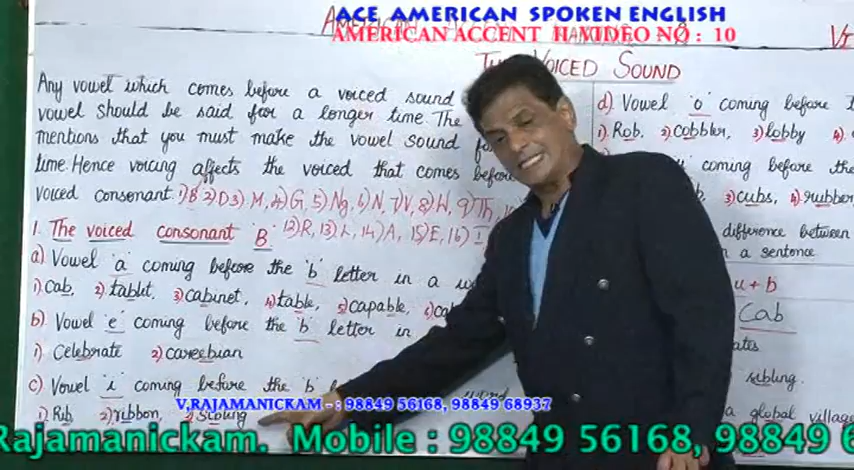 ACE AMERICAN SPOKEN ENGLISH
AMERICAN ACCENT II VIDEO NO : 10
VOICED SOUND
Any vowel which comes before a voiced sound
vowel should be said for a longer time. The
mentions that you must make the vowel sound
time. Hence voicing affects the voiced that comes before
voiced consonant. 1) B 2) D 3) M, 4) G, 5) Ng, 6) N, 7) V, 8) W, 9) Th,
1. The voiced consonant 'B' 12) R, 13) L, 14) A, 15) E, 16) I
a) Vowel 'a' coming before the 'b' letter in a
1) Cab, 2) tablet, 3) cabinet, 4) table, 5) capable, 6)
b) Vowel 'e' coming before the 'b' letter in
1) Celebrate 2) careebian
c) Vowel 'i' coming before the 'b'
1) Rib 2) ribbon, 3) Sibling
d) Vowel 'o' coming before
1) Rob. 2) cobbler, 3) lobby
coming before the
3) cubs, 4) rubber
difference between
a sentence
u + b
Cab
sibling.
a global village
V.RAJAMANICKAM - : 98849 56168, 98849 68937
Rajamanickam. Mobile : 98849 56168, 98849 6